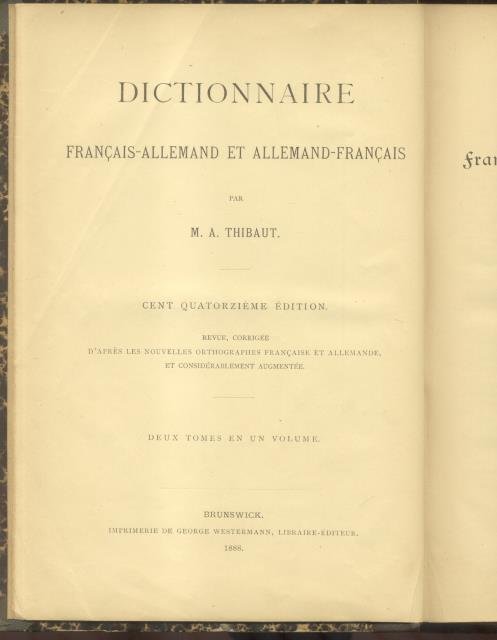 DICTIONNAIRE
FRANÇAIS-ALLEMAND ET ALLEMAND-FRANÇAIS
PAR
M. A. THIBAUT.
CENT QUATORZIÈME ÉDITION.
REVUE, CORRIGÉE
D'APRÈS LES NOUVELLES ORTHOGRAPHES FRANÇAISE ET ALLEMANDE,
ET CONSIDÉRABLEMENT AUGMENTÉE.
DEUX TOMES EN UN VOLUME.
BRUNSWICK.
IMPRIMERIE DE GEORGE WESTERMANN, LIBRAIRE-ÉDITEUR.
1888.
Fran